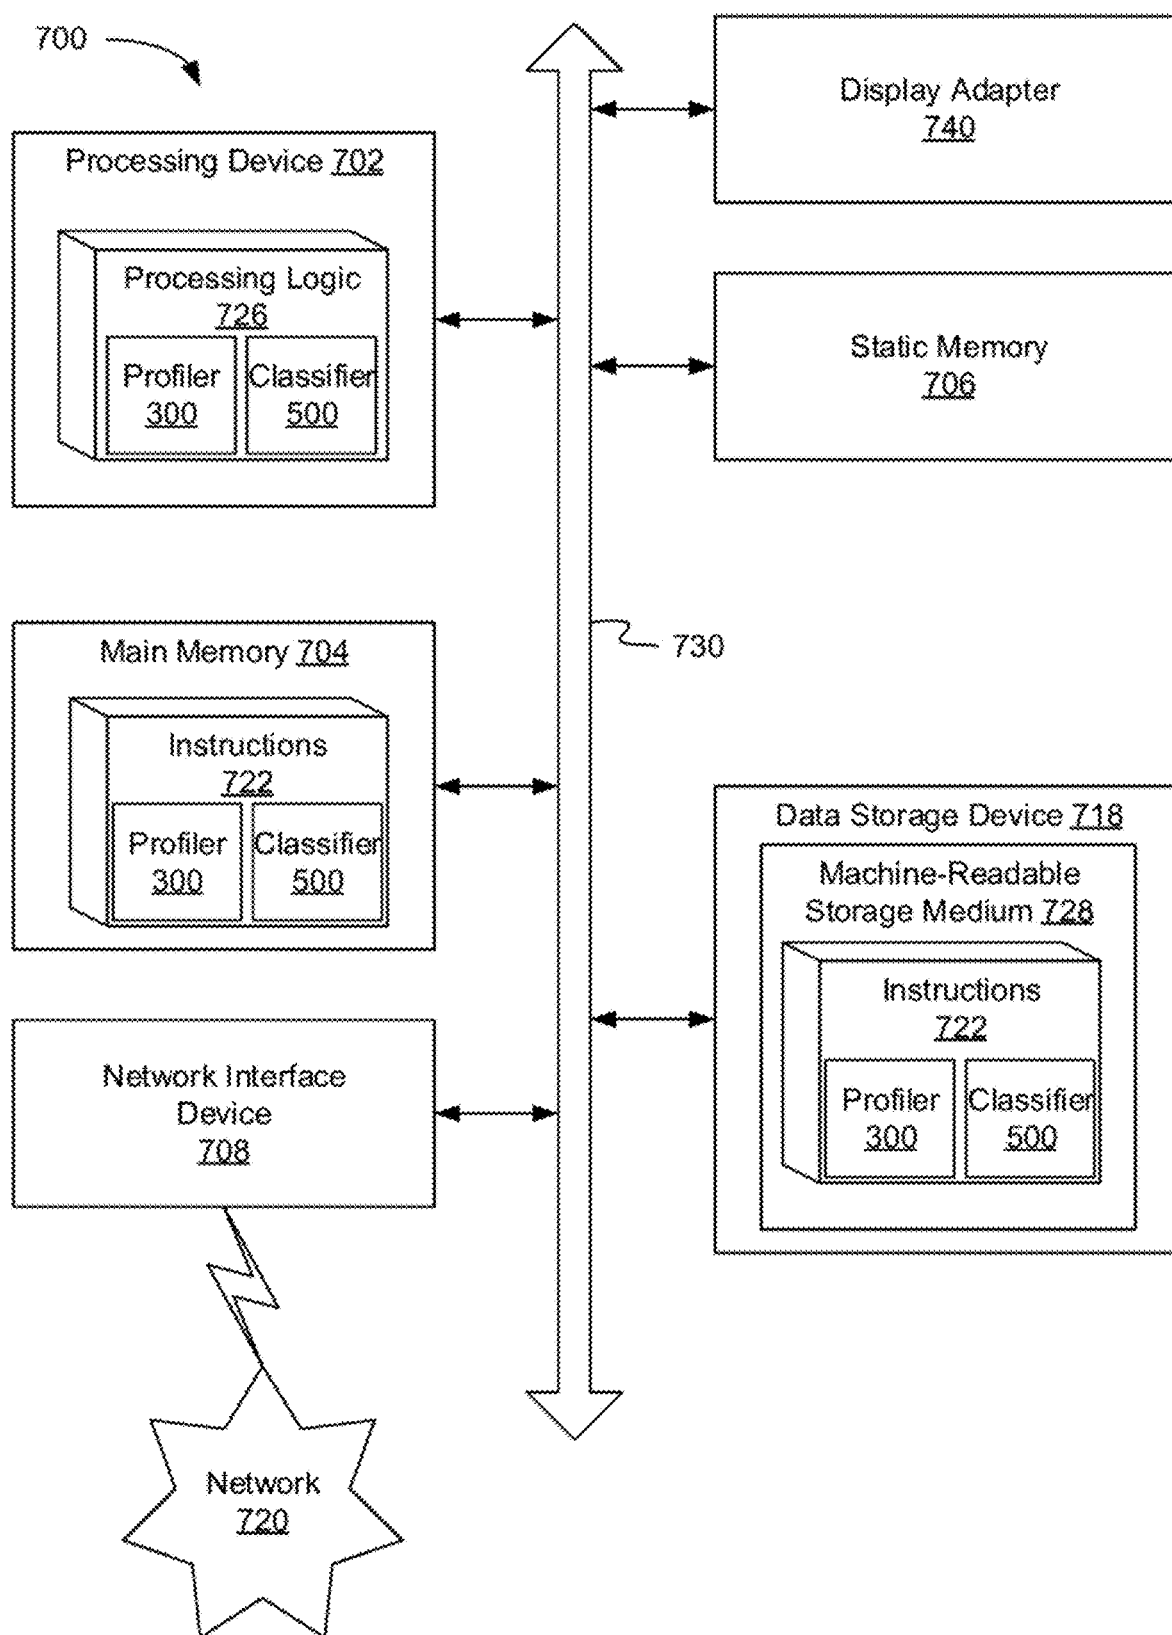 700
Processing Device 702
Processing Logic
726
Profiler
300
Classifier
500
Display Adapter
740
Static Memory
706
730
Main Memory 704
Instructions
722
Profiler
300
Classifier
500
Data Storage Device 718
Machine-Readable
Storage Medium 728
Instructions
722
Profiler
300
Classifier
500
Network Interface
Device
708
Network
720